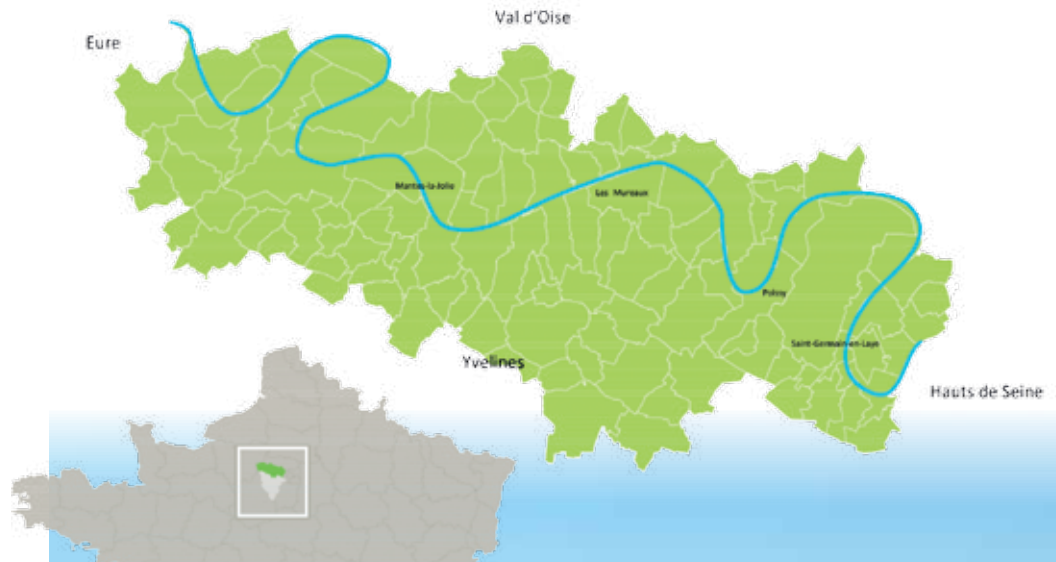 Val d'Oise
Eure
Mantes-la-Jolie
Les Mureaux
Poissy
Saint-Germain-en-Laye
Yvelines
Hauts de Seine